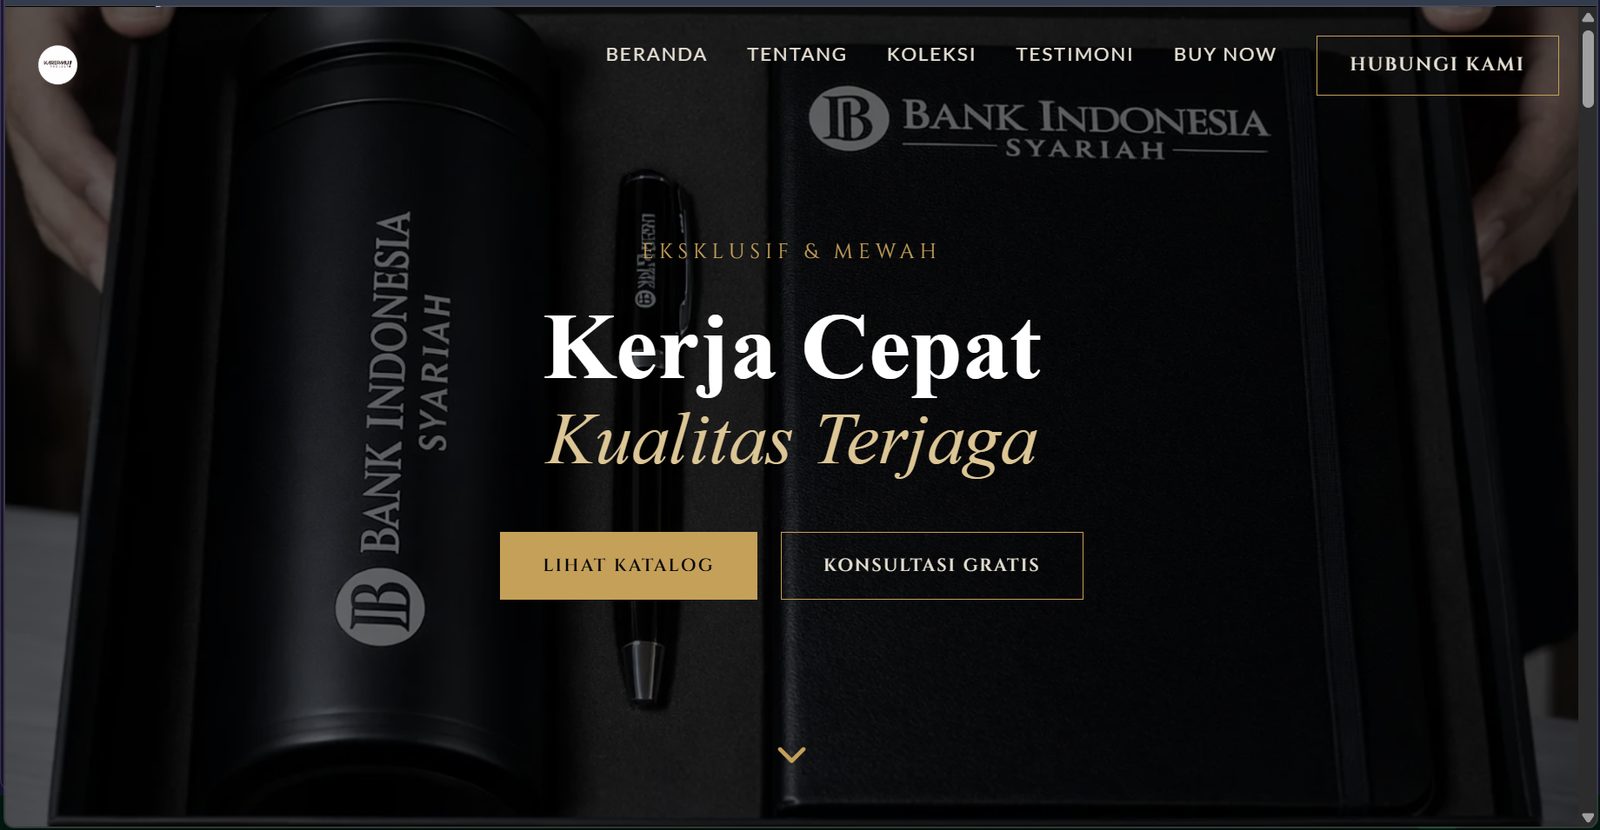 BERANDA
TENTANG
KOLEKSI
TESTIMONI
BUY NOW
HUBUNGI KAMI
BANK INDONESIA
SYARIAH
BANK INDONESIA
SYARIAH
EKSKLUSIF & MEWAH
Kerja Cepat
Kualitas Terjaga
LIHAT KATALOG
KONSULTASI GRATIS